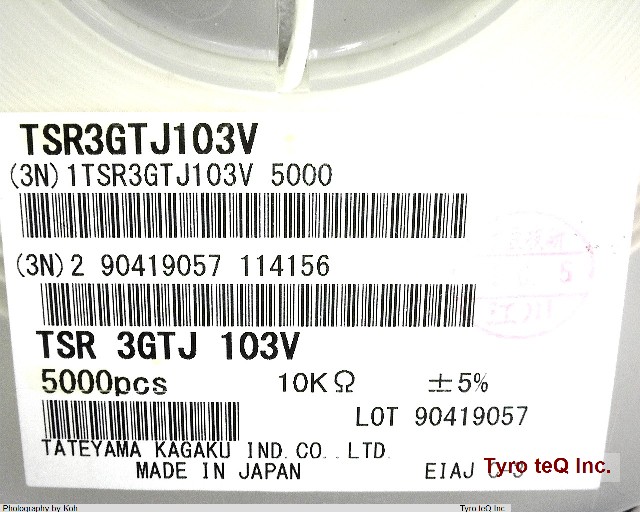 TSR3GTJ103V
(3N)1TSR3GTJ103V 5000
(3N)2 90419057 114156
TSR 3GTJ 103V
5000pcs 10KΩ ±5%
LOT 90419057
TATEYAMA KAGAKU IND.CO.,LTD.
MADE IN JAPAN EIAJ
Tyro teQ Inc.
Photography by Koh Tyro teQ Inc.